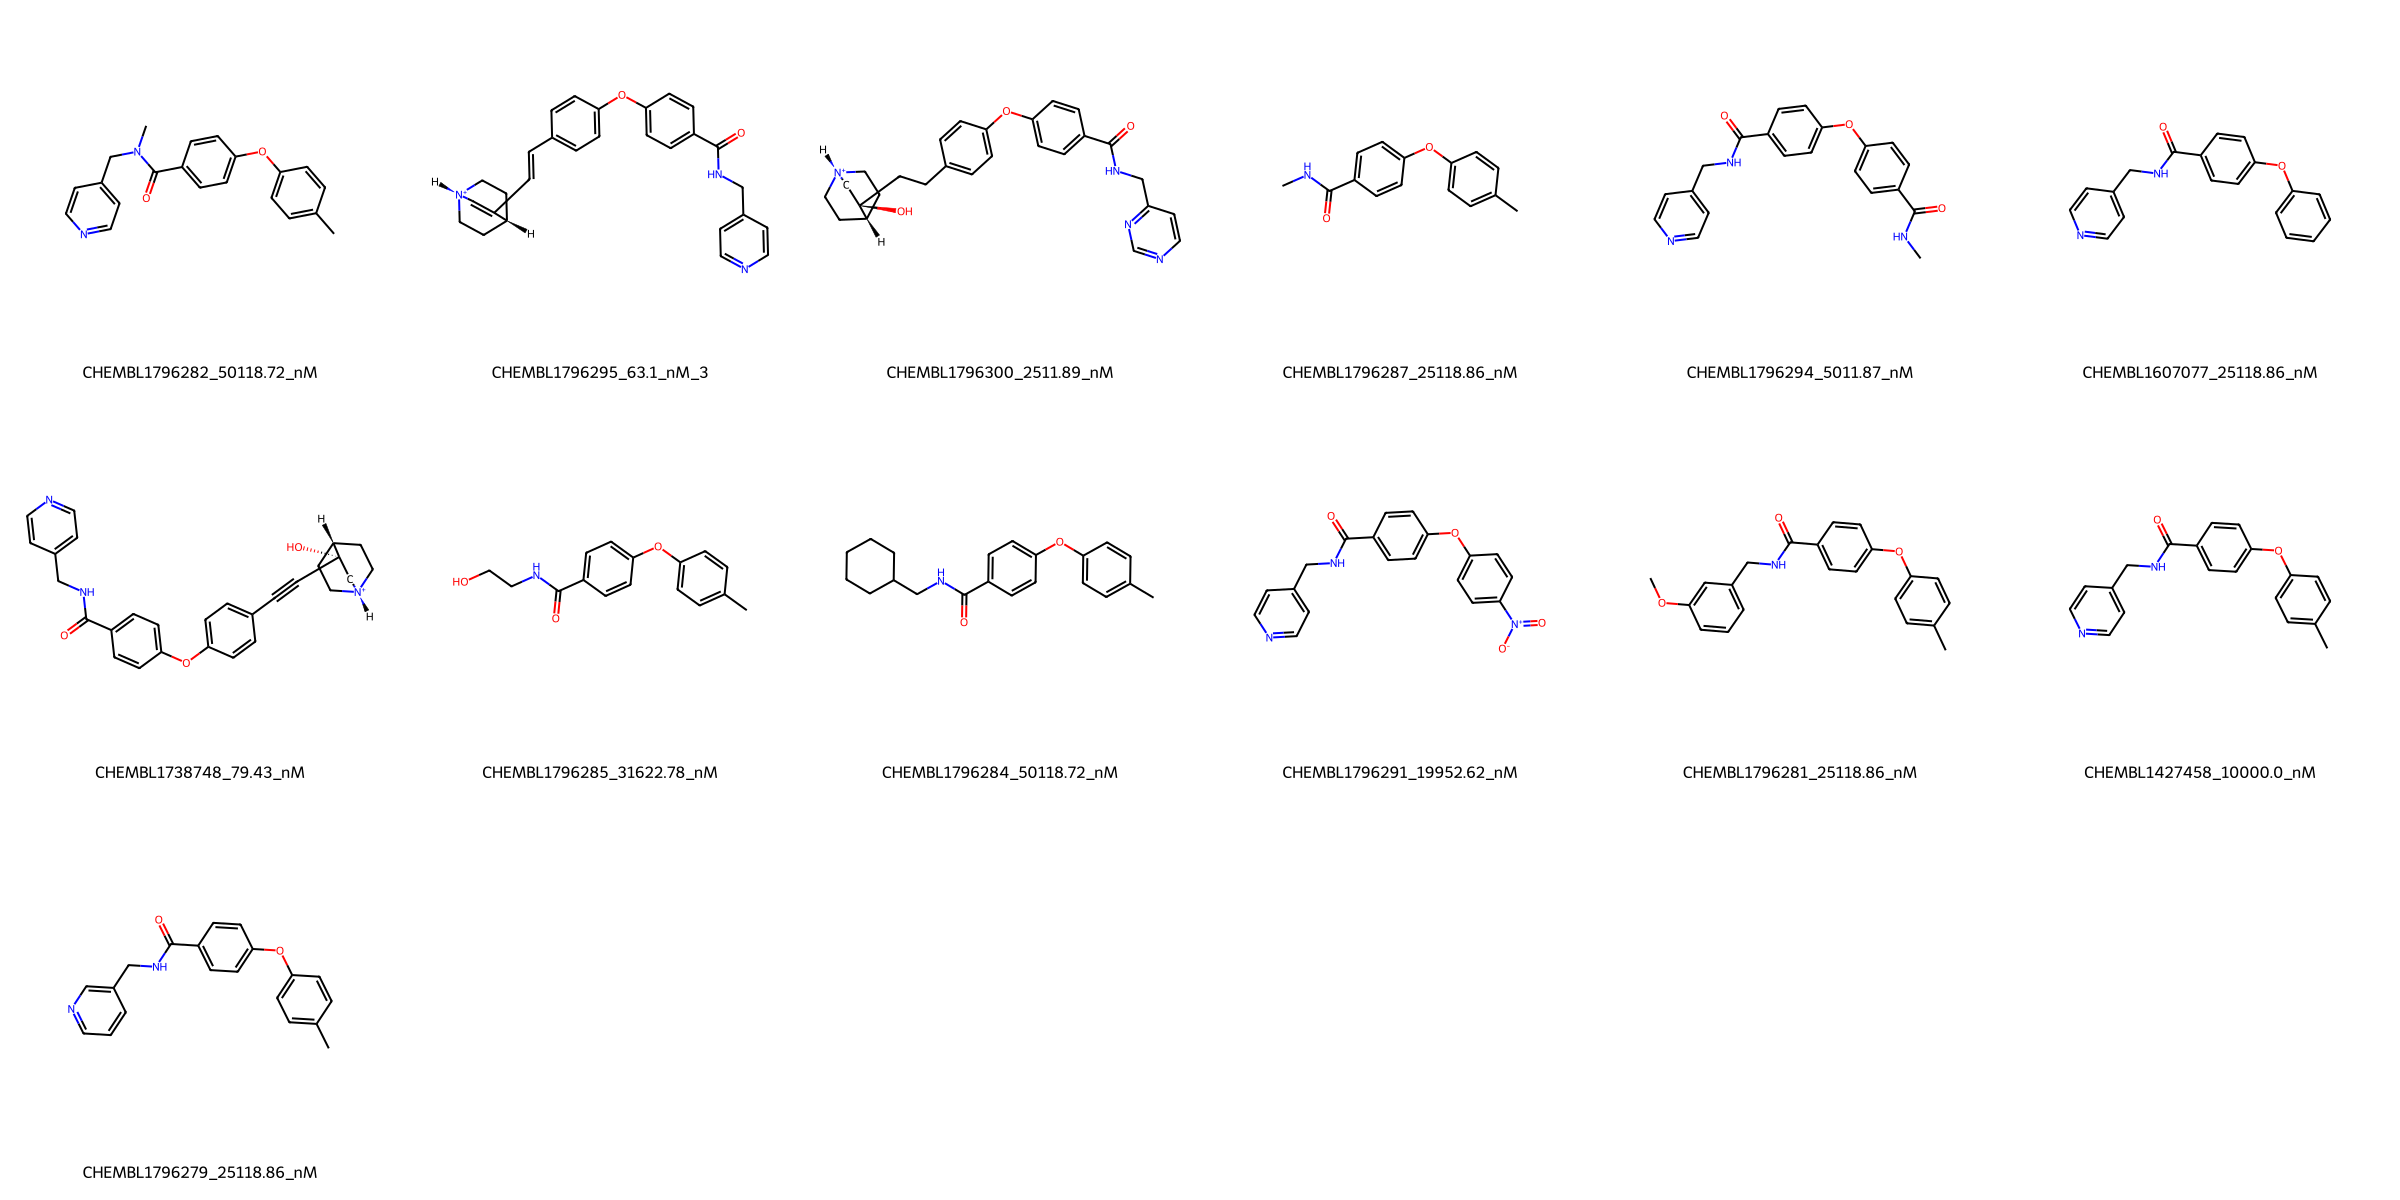 CHEMBL1796282_50118.72_nM
CHEMBL1796295_63.1_nM_3
CHEMBL1796300_2511.89_nM
CHEMBL1796287_25118.86_nM
CHEMBL1796294_5011.87_nM
CHEMBL1607077_25118.86_nM
CHEMBL1738748_79.43_nM
CHEMBL1796285_31622.78_nM
CHEMBL1796284_50118.72_nM
CHEMBL1796291_19952.62_nM
CHEMBL1796281_25118.86_nM
CHEMBL1427458_10000.0_nM
CHEMBL1796279_25118.86_nM